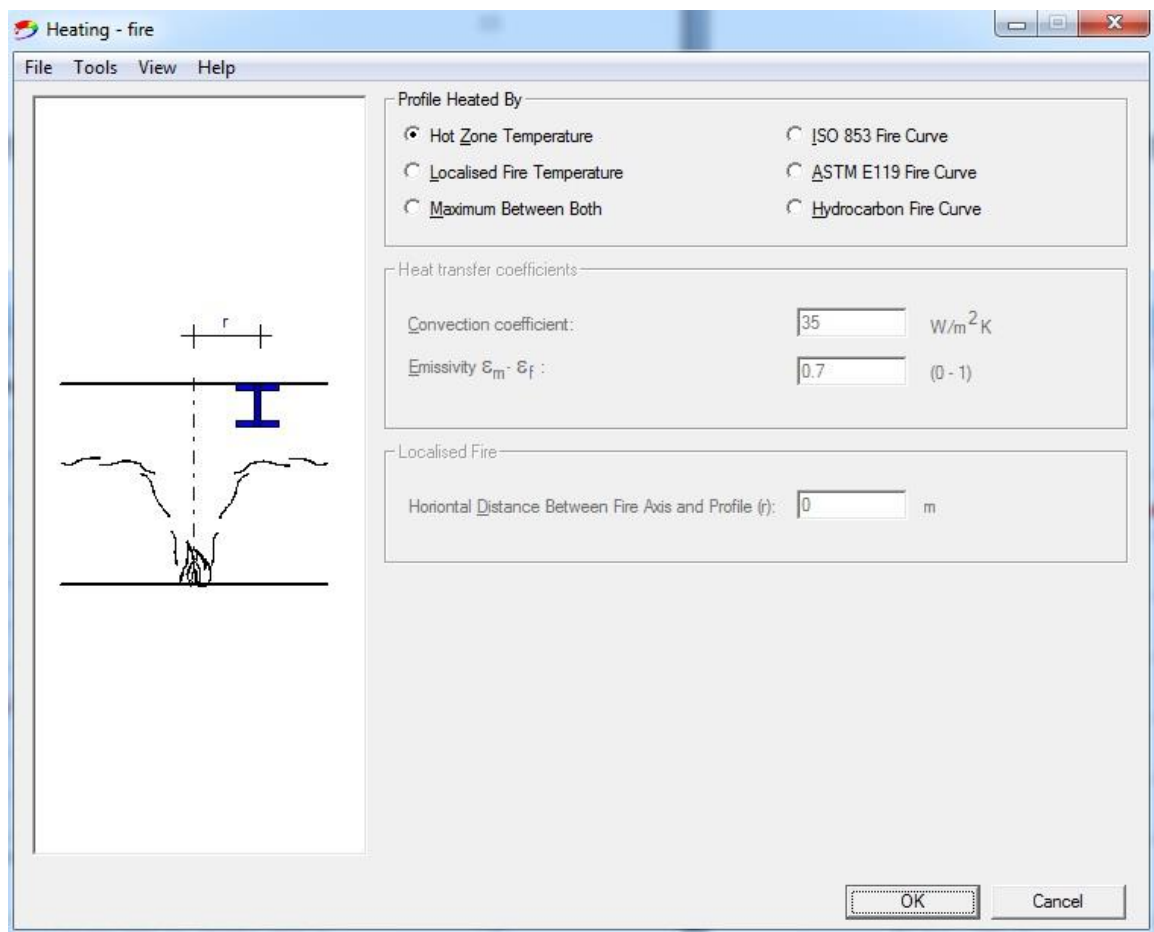 Heating - fire
File Tools View Help
Profile Heated By
Hot Zone Temperature
ISO 853 Fire Curve
Localised Fire Temperature
ASTM E119 Fire Curve
Maximum Between Both
Hydrocarbon Fire Curve
Heat transfer coefficients
Convection coefficient: 35 W/m²K
Emissivity εm· εf : 0.7 (0 - 1)
Localised Fire
Horiontal Distance Between Fire Axis and Profile (r): 0 m
r
OK Cancel